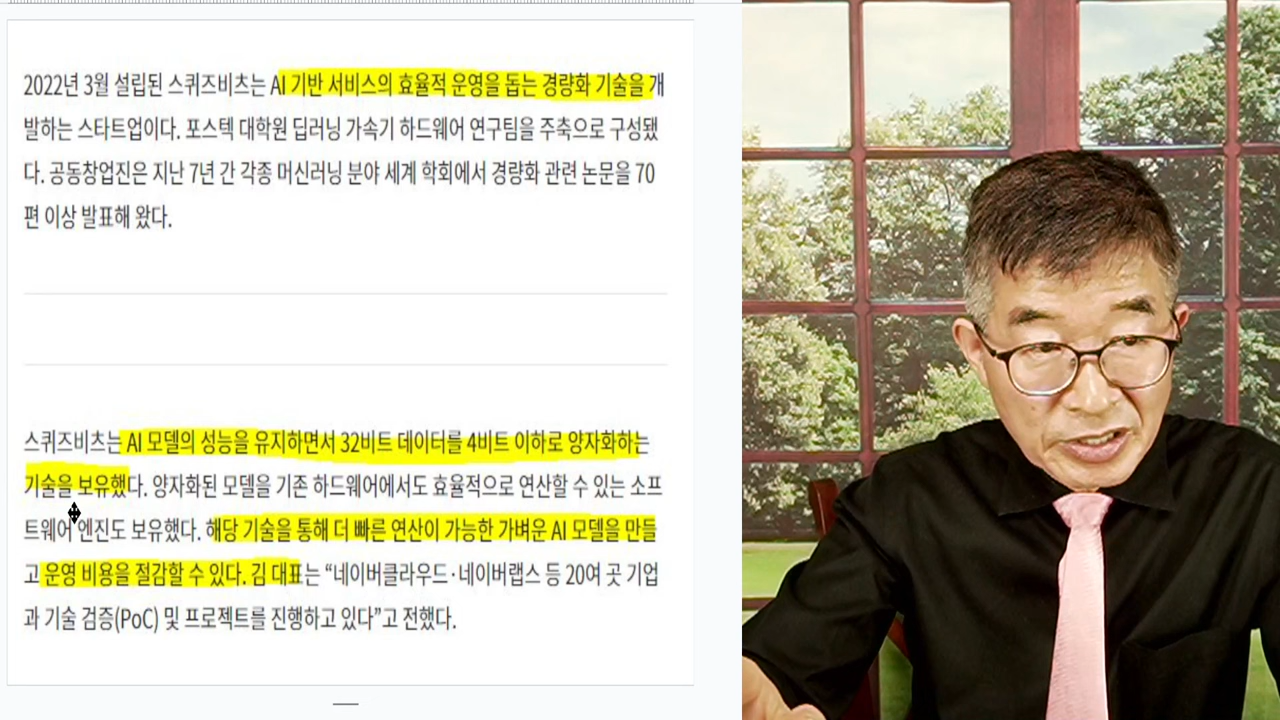 2022년 3월 설립된 스퀴즈비츠는 AI 기반 서비스의 효율적 운영을 돕는 경량화 기술을 개
발하는 스타트업이다. 포스텍 대학원 딥러닝 가속기 하드웨어 연구팀을 주축으로 구성됐
다. 공동창업진은 지난 7년 간 각종 머신러닝 분야 세계 학회에서 경량화 관련 논문을 70
편 이상 발표해 왔다.
스퀴즈비츠는 AI 모델의 성능을 유지하면서 32비트 데이터를 4비트 이하로 양자화하는
기술을 보유했다. 양자화된 모델을 기존 하드웨어에서도 효율적으로 연산할 수 있는 소프
트웨어 엔진도 보유했다. 해당 기술을 통해 더 빠른 연산이 가능한 가벼운 AI 모델을 만들
고 운영 비용을 절감할 수 있다. 김 대표는 “네이버클라우드·네이버랩스 등 20여 곳 기업
과 기술 검증(PoC) 및 프로젝트를 진행하고 있다”고 전했다.